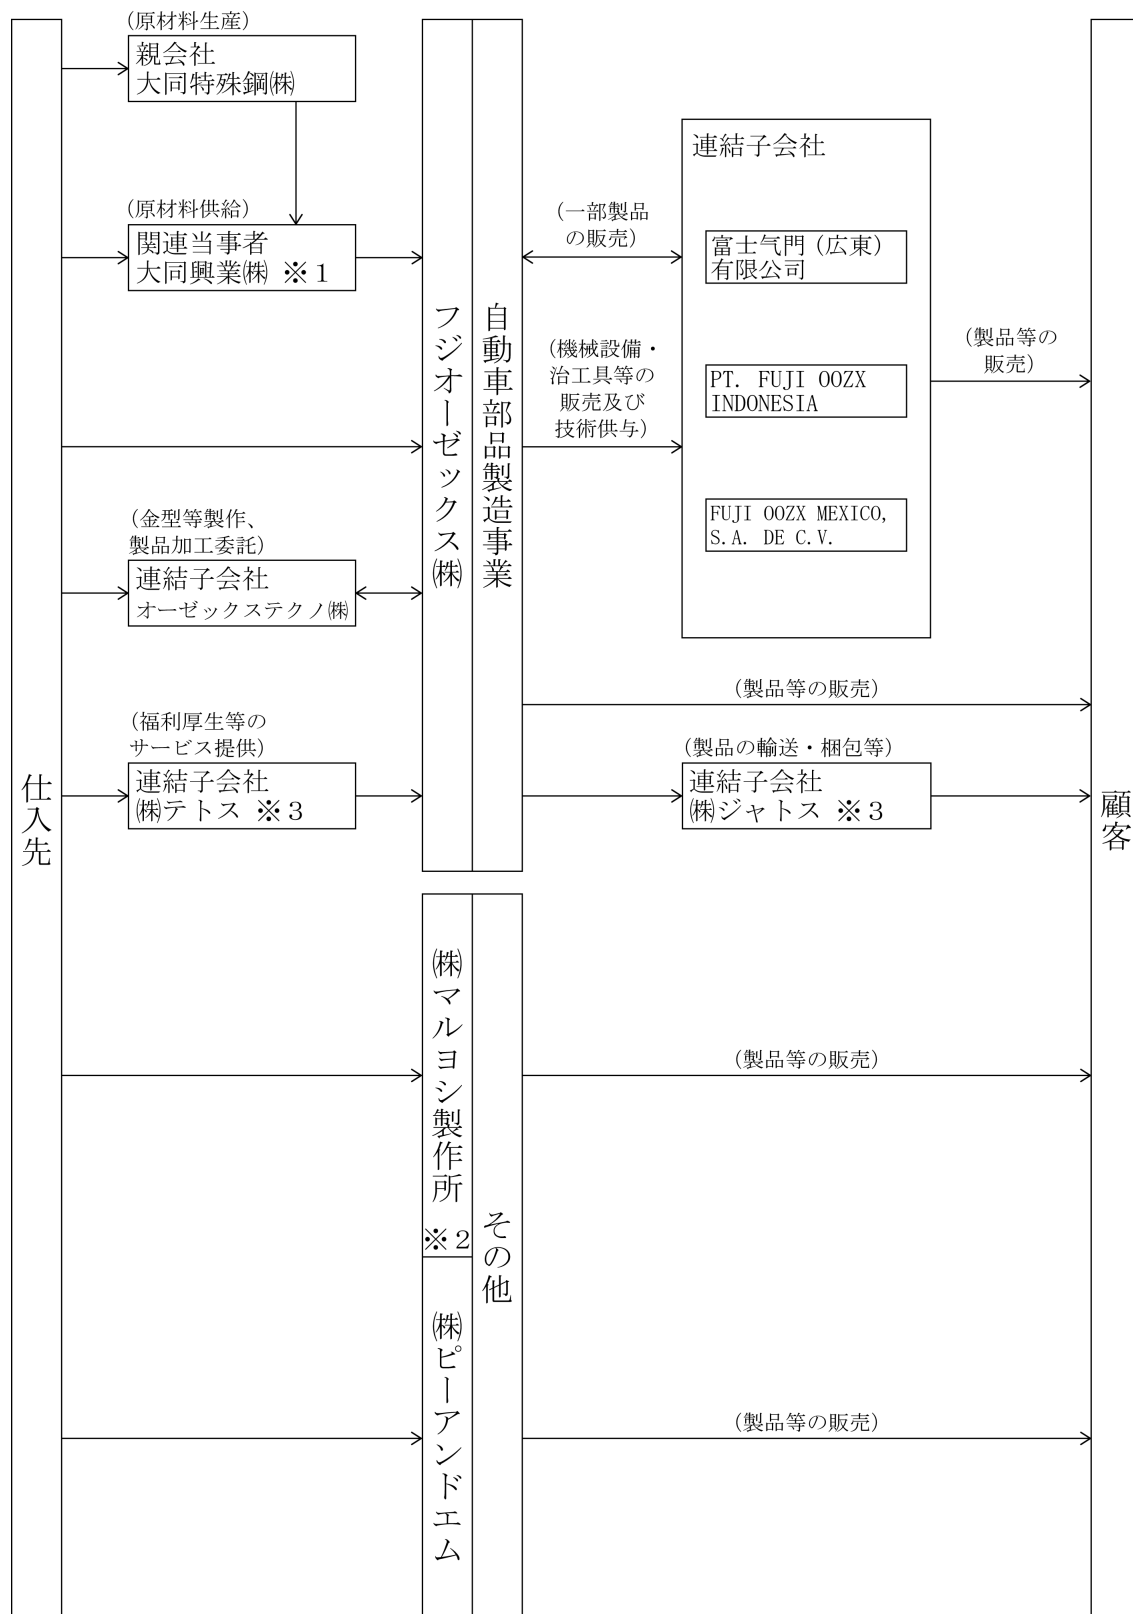 (原材料生産)
親会社
大同特殊鋼㈱
(原材料供給)
関連当事者
大同興業㈱ ※1
(金型等製作、
製品加工委託)
連結子会社
オーゼックステクノ㈱
(福利厚生等の
サービス提供)
連結子会社
㈱テトス ※3
仕入先
フジオーゼックス㈱
自動車部品製造事業
(一部製品
の販売)
(機械設備・
治工具等の
販売及び
技術供与)
連結子会社
富士气門(広東)
有限公司
PT. FUJI OOZX
INDONESIA
FUJI OOZX MEXICO,
S.A. DE C.V.
(製品等の
販売)
(製品等の販売)
(製品の輸送・梱包等)
連結子会社
㈱ジャトス ※3
顧客
㈱マルヨシ製作所
※2
㈱ピーアンドエム
その他
(製品等の販売)
(製品等の販売)